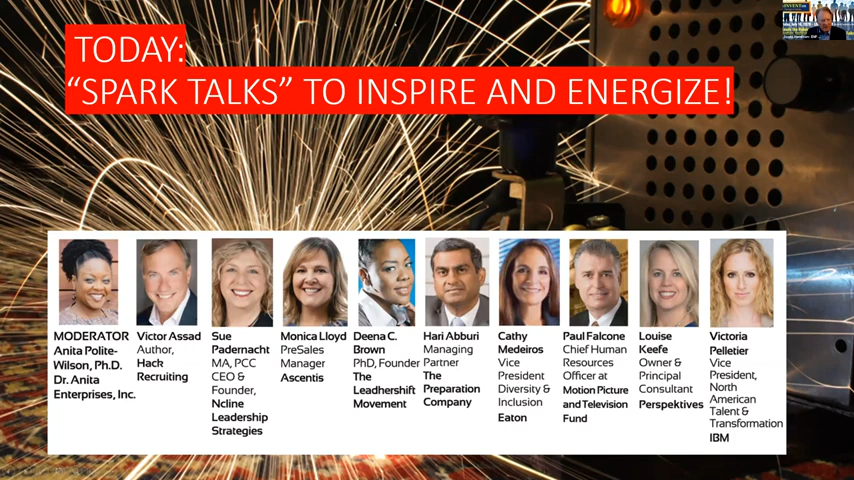 TODAY:
“SPARK TALKS” TO INSPIRE AND ENERGIZE!
MODERATOR
Anita Polite-
Wilson, Ph.D.
Dr. Anita
Enterprises, Inc.
Victor Assad
Author,
Hack
Recruiting
Sue
Padernacht
MA, PCC
CEO &
Founder,
Ncline
Leadership
Strategies
Monica Lloyd
PreSales
Manager
Ascentis
Deena C.
Brown
PhD, Founder
The
Leadhershift
Movement
Hari Abburi
Managing
Partner
The
Preparation
Company
Cathy
Medeiros
Vice
President
Diversity &
Inclusion
Eaton
Paul Falcone
Chief Human
Resources
Officer at
Motion Picture
and Television
Fund
Louise
Keefe
Owner &
Principal
Consultant
Perspektives
Victoria
Pelletier
Vice
President,
North
American
Talent &
Transformation
IBM